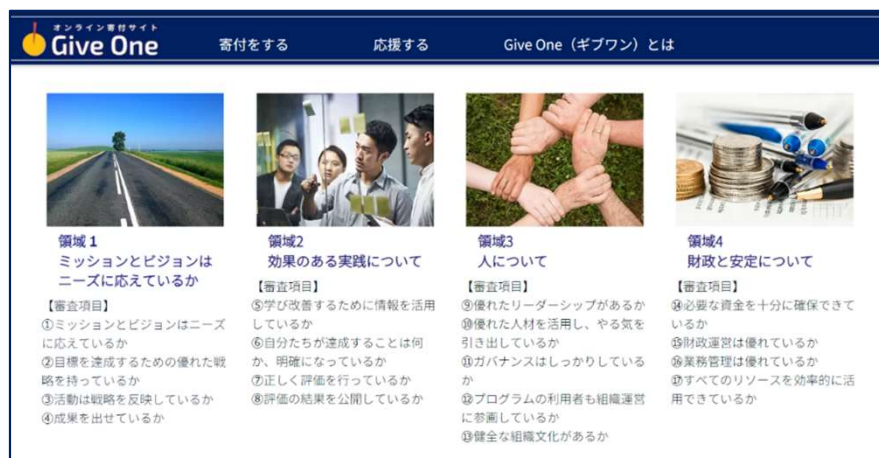 オンライン寄付サイト
Give One
寄付をする
応援する
Give One（ギブワン）とは
領域 1
ミッションとビジョンは
ニーズに応えているか
【審査項目】
①ミッションとビジョンはニーズ
に応えているか
②目標を達成するための優れた戦
略を持っているか
③活動は戦略を反映しているか
④成果を出せているか
領域2
効果のある実践について
【審査項目】
⑤学び改善するために情報を活用
しているか
⑥自分たちが達成することは何
か、明確になっているか
⑦正しく評価を行っているか
⑧評価の結果を公開しているか
領域3
人について
【審査項目】
⑨優れたリーダーシップがあるか
⑩優れた人材を活用し、やる気を
引き出しているか
⑪ガバナンスはしっかりしている
か
⑫プログラムの利用者も組織運営
に参画しているか
⑬健全な組織文化があるか
領域4
財政と安定について
【審査項目】
⑭必要な資金を十分に確保できて
いるか
⑮財政運営は優れているか
⑯業務管理は優れているか
⑰すべてのリソースを効率的に活
用できているか